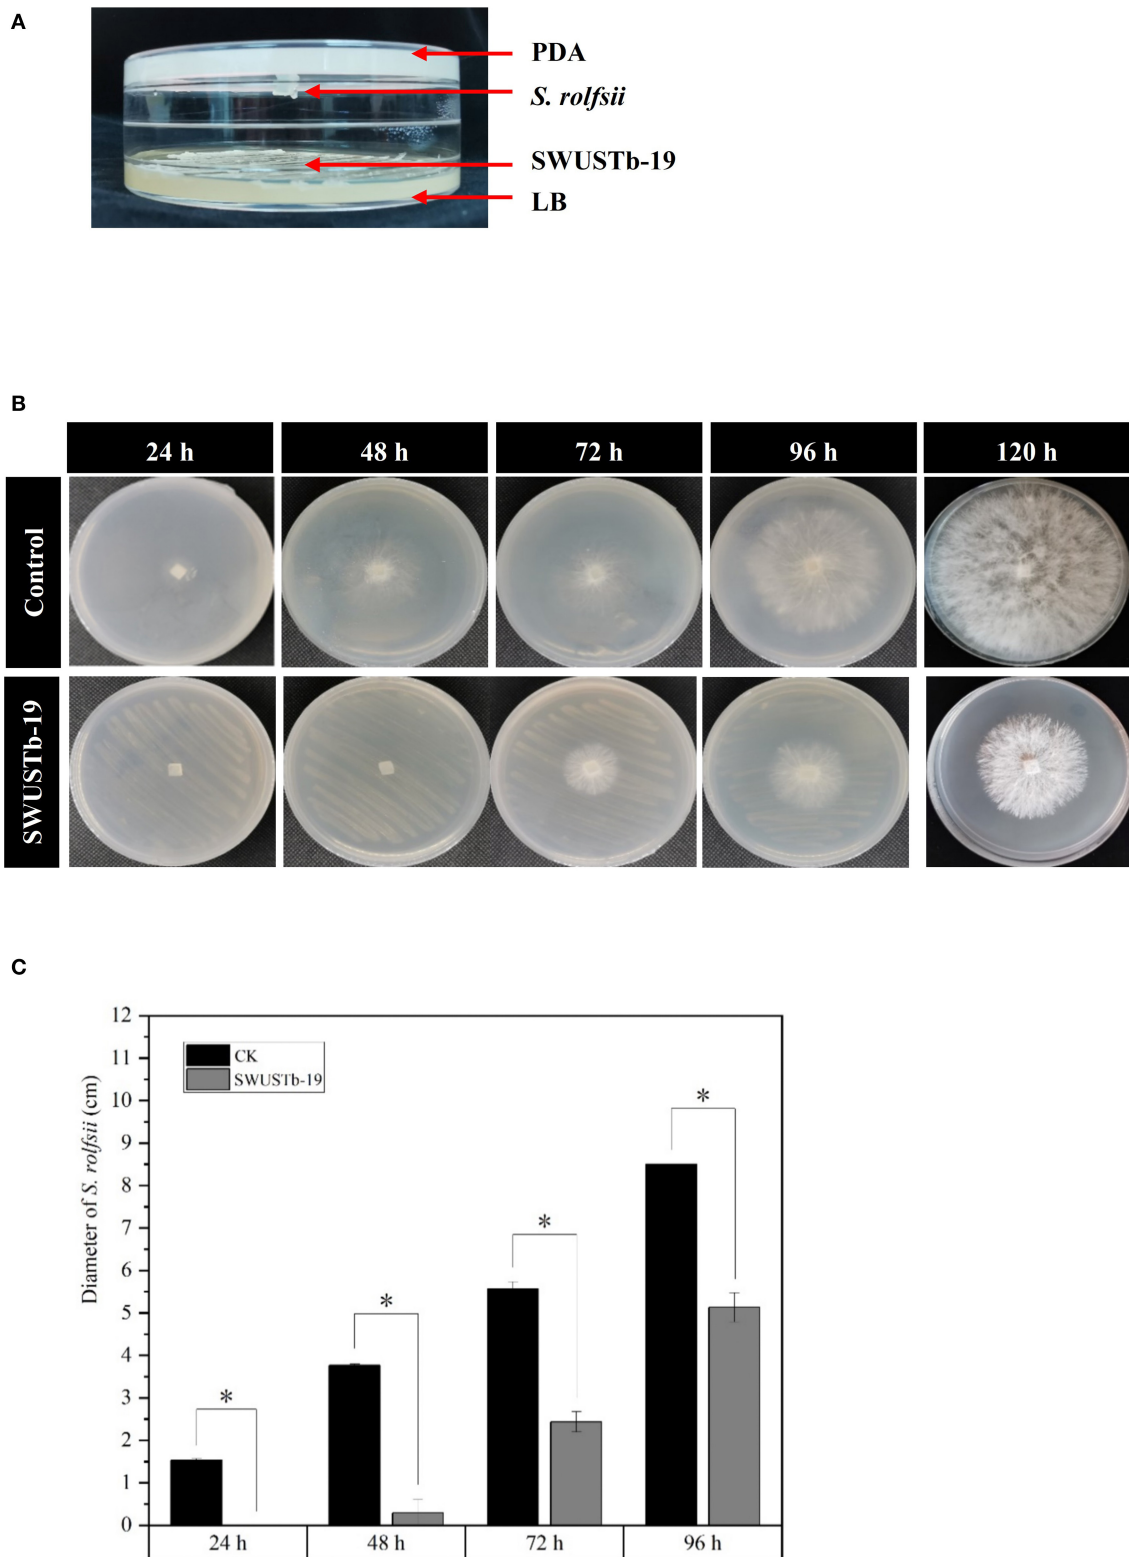 A
PDA
S. rolfsii
SWUSTb-19
LB
B
24 h
48 h
72 h
96 h
120 h
Control
SWUSTb-19
C
12
11
10
9
8
7
6
5
4
3
2
1
0
Diameter of S. rolfsii (cm)
CK
SWUSTb-19
*
*
*
*
24 h
48 h
72 h
96 h